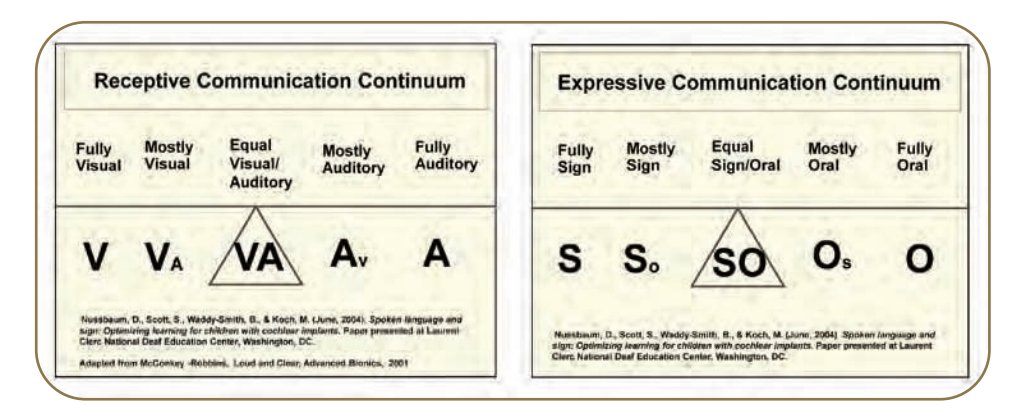 Receptive Communication Continuum
Fully Visual
Mostly Visual
Equal Visual/ Auditory
Mostly Auditory
Fully Auditory
V VA VA Av A
Nussbaum, D., Scott, S., Waddy-Smith, B., & Koch, M. (June, 2004). Spoken language and
sign: Optimizing learning for children with cochlear implants. Paper presented at Laurent
Clerc National Deaf Education Center, Washington, DC.
Adapted from McConkey -Robbins, Loud and Clear, Advanced Bionics, 2001
Expressive Communication Continuum
Fully Sign
Mostly Sign
Equal Sign/Oral
Mostly Oral
Fully Oral
S So SO Os O
Nussbaum, D., Scott, S., Waddy-Smith, B., & Koch, M. (June, 2004) Spoken language and
sign: Optimizing learning for children with cochlear implants. Paper presented at Laurent
Clerc National Deaf Education Center, Washington, DC.